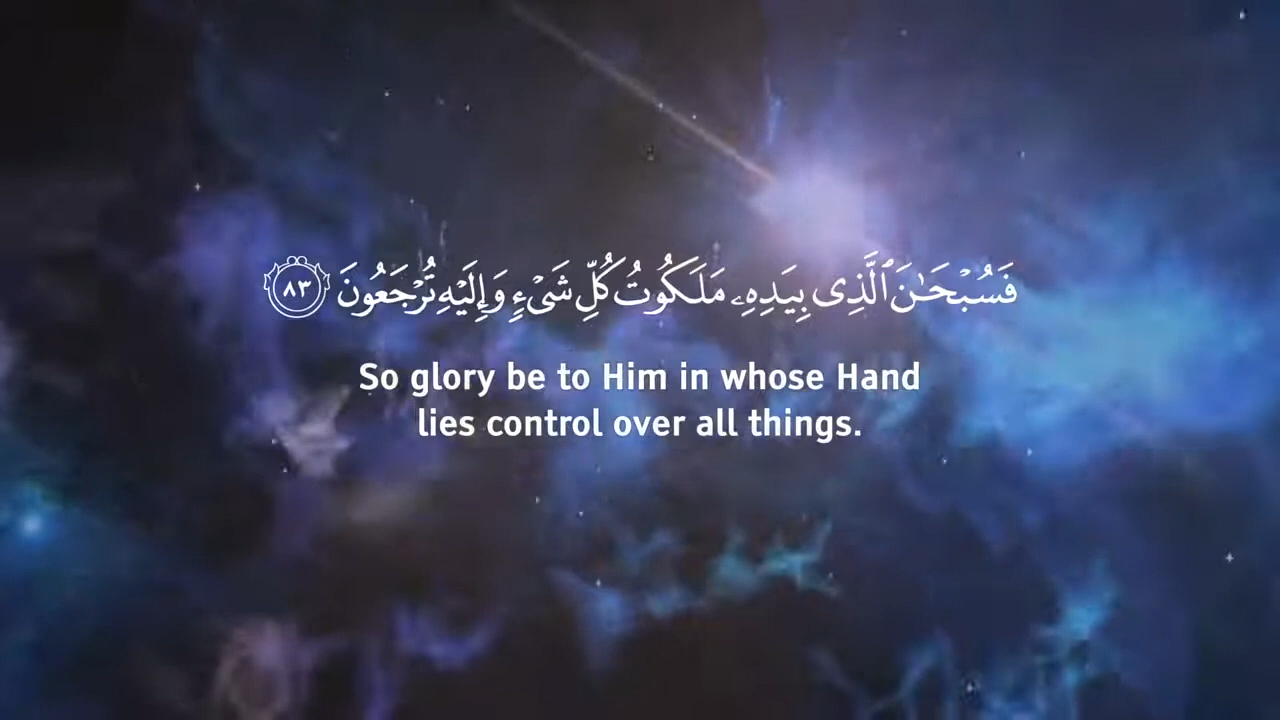 فَسُبْحَـٰنَ ٱلَّذِى بِيَدِهِۦ مَلَكُوتُ كُلِّ شَىْءٍ وَإِلَيْهِ تُرْجَعُونَ ٨٣
So glory be to Him in whose Hand
lies control over all things.